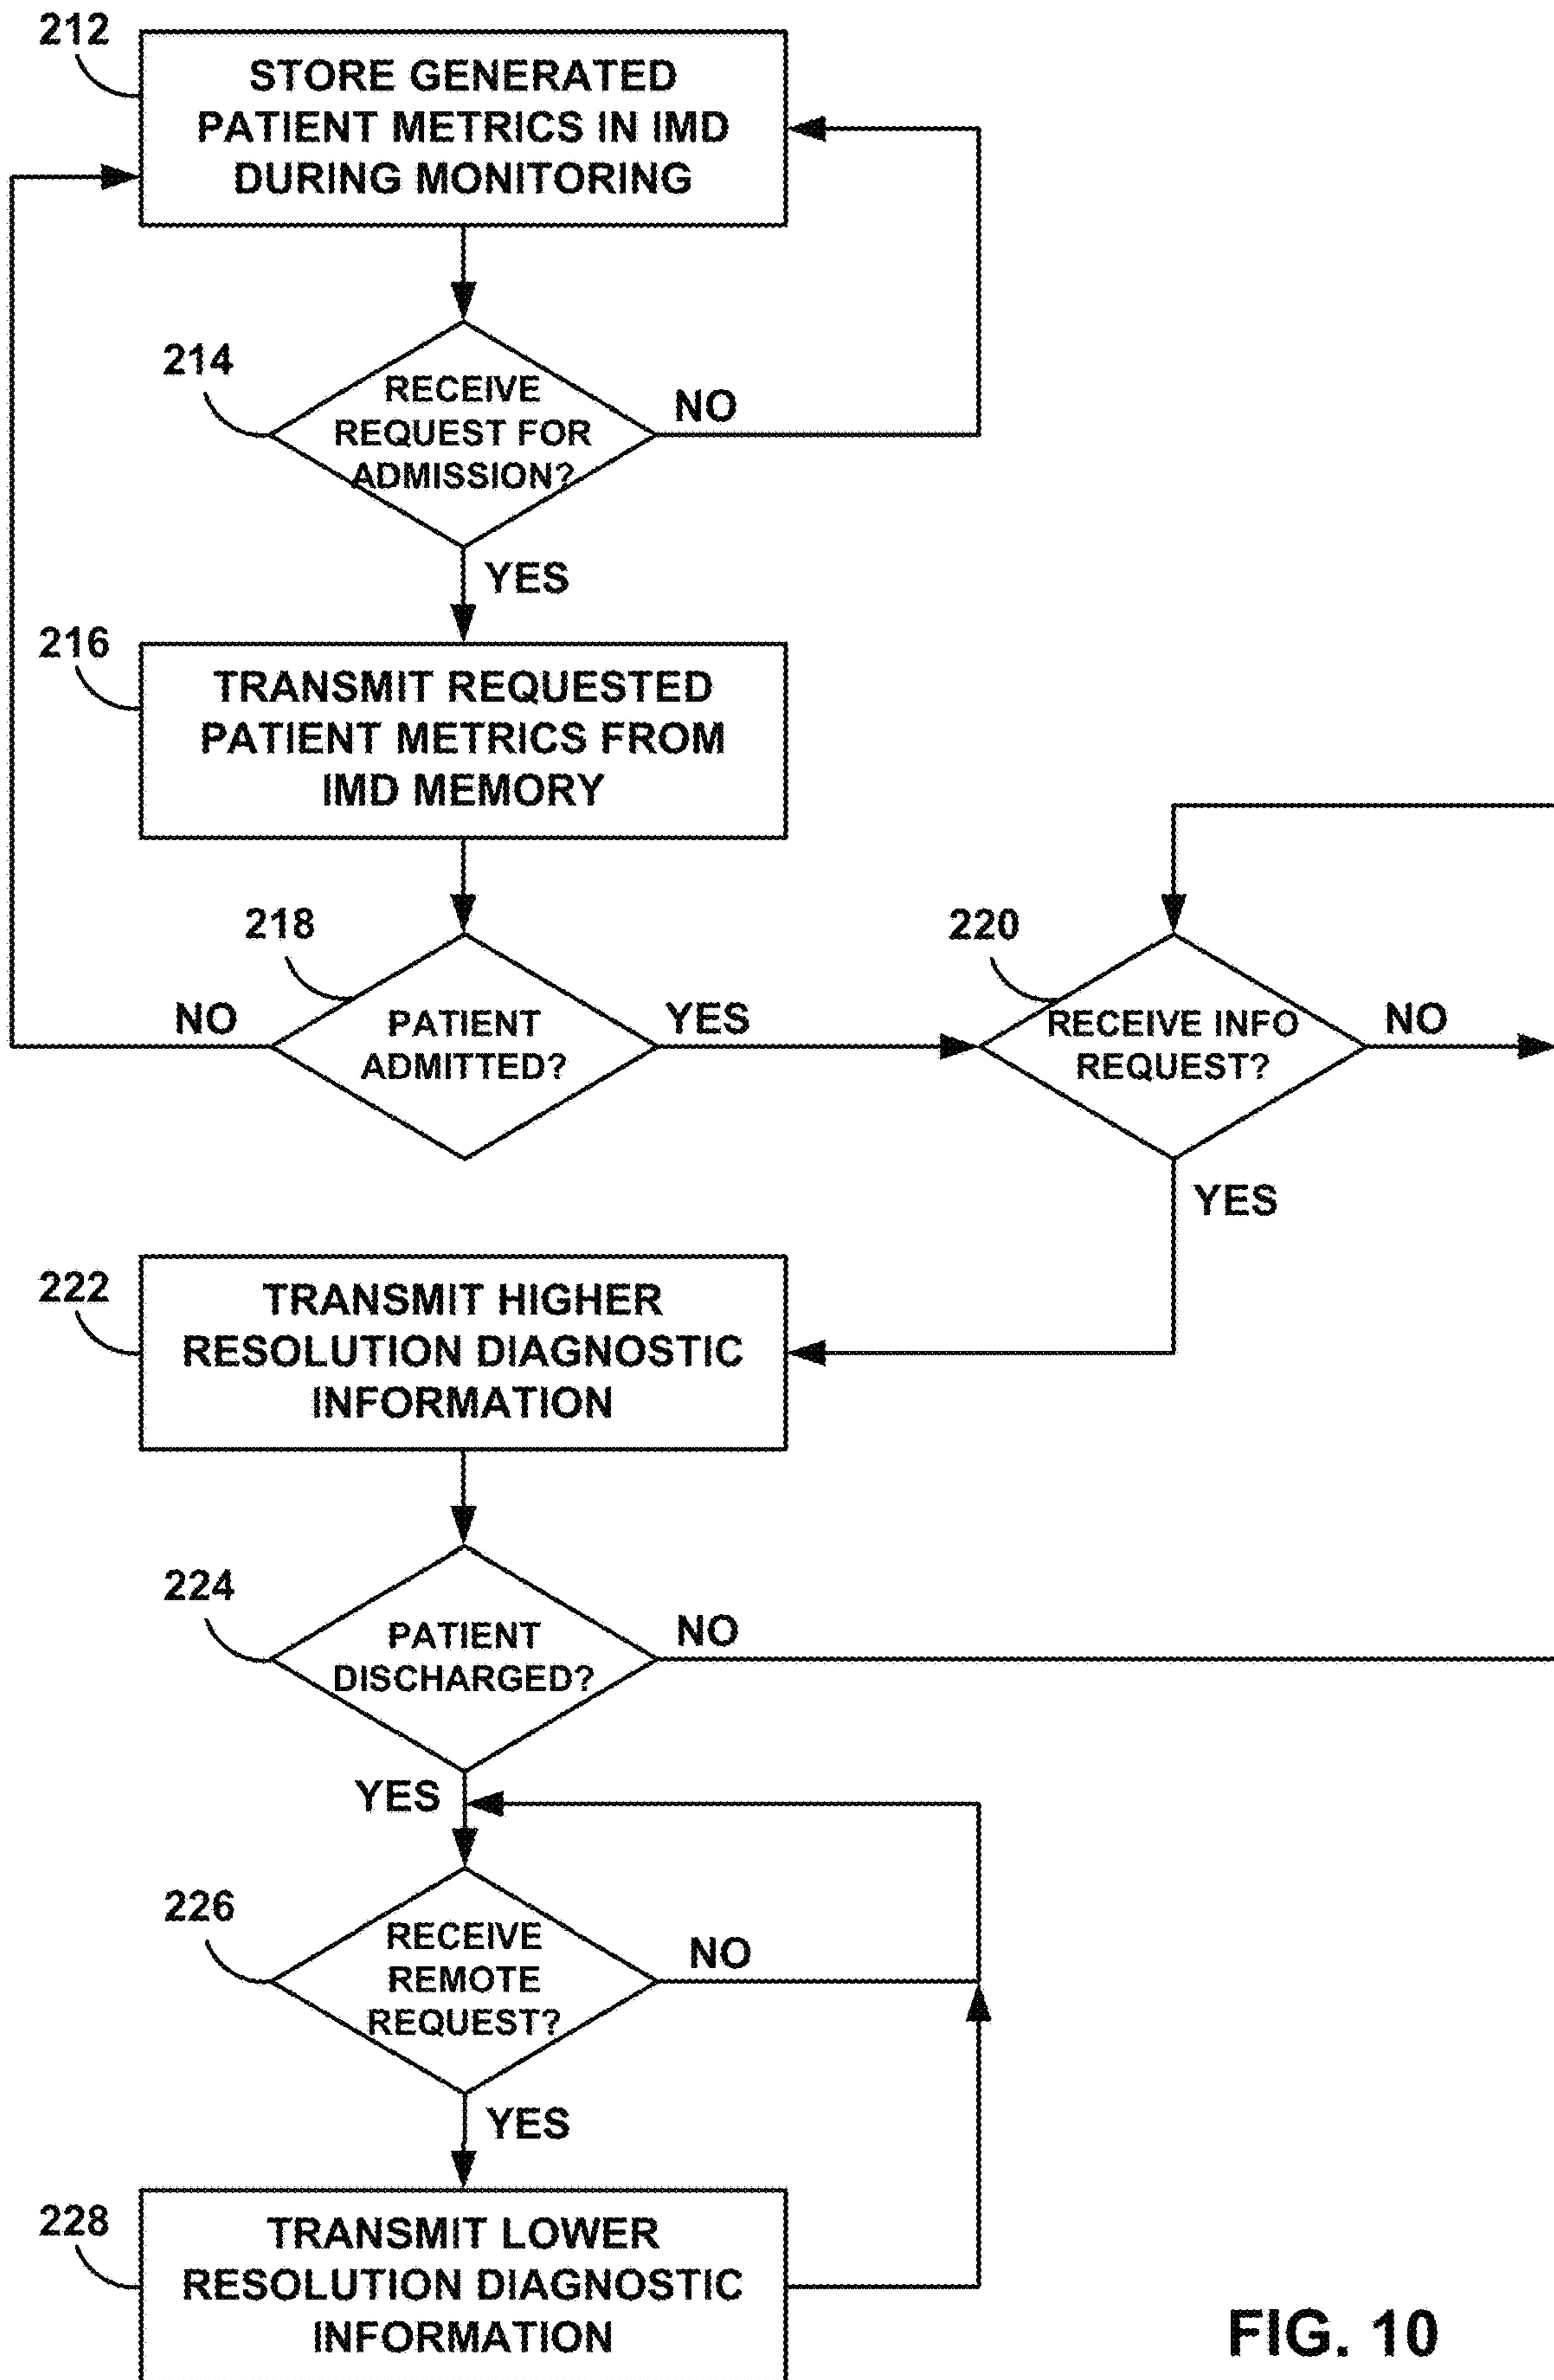 212
STORE GENERATED
PATIENT METRICS IN IMD
DURING MONITORING
214
RECEIVE
REQUEST FOR
ADMISSION?
NO
YES
216
TRANSMIT REQUESTED
PATIENT METRICS FROM
IMD MEMORY
218
PATIENT
ADMITTED?
NO
YES
220
RECEIVE INFO
REQUEST?
NO
YES
222
TRANSMIT HIGHER
RESOLUTION DIAGNOSTIC
INFORMATION
224
PATIENT
DISCHARGED?
NO
YES
226
RECEIVE
REMOTE
REQUEST?
NO
YES
228
TRANSMIT LOWER
RESOLUTION DIAGNOSTIC
INFORMATION
FIG. 10